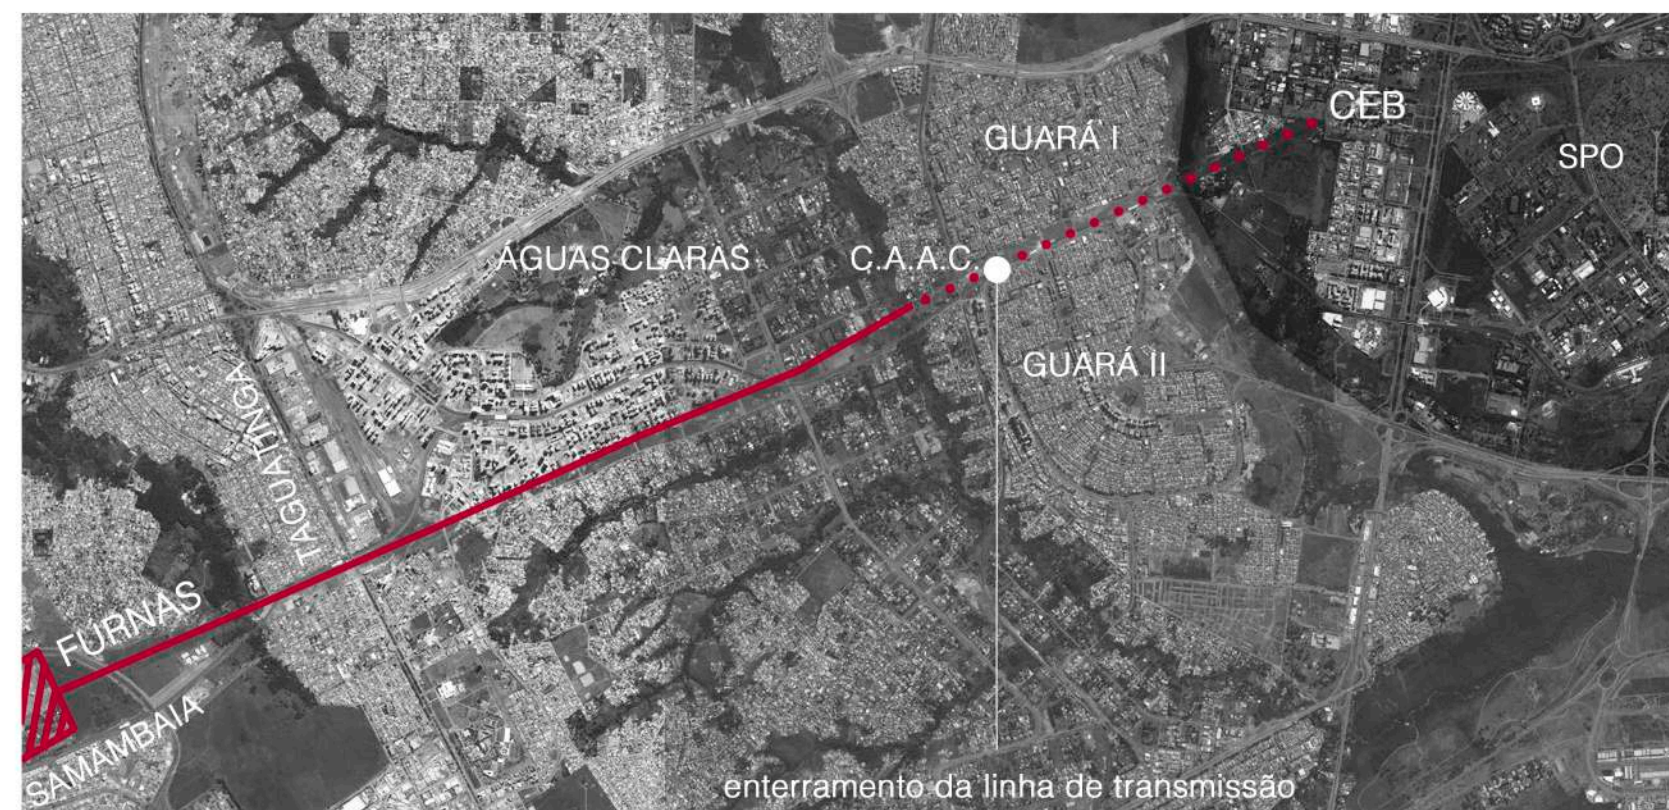 CEB
GUARÁ I
SPO
ÁGUAS CLARAS
C.A.A.C.
GUARÁ II
TAGUATINGA
FURNAS
SAMAMBAIA
enterramento da linha de transmissão